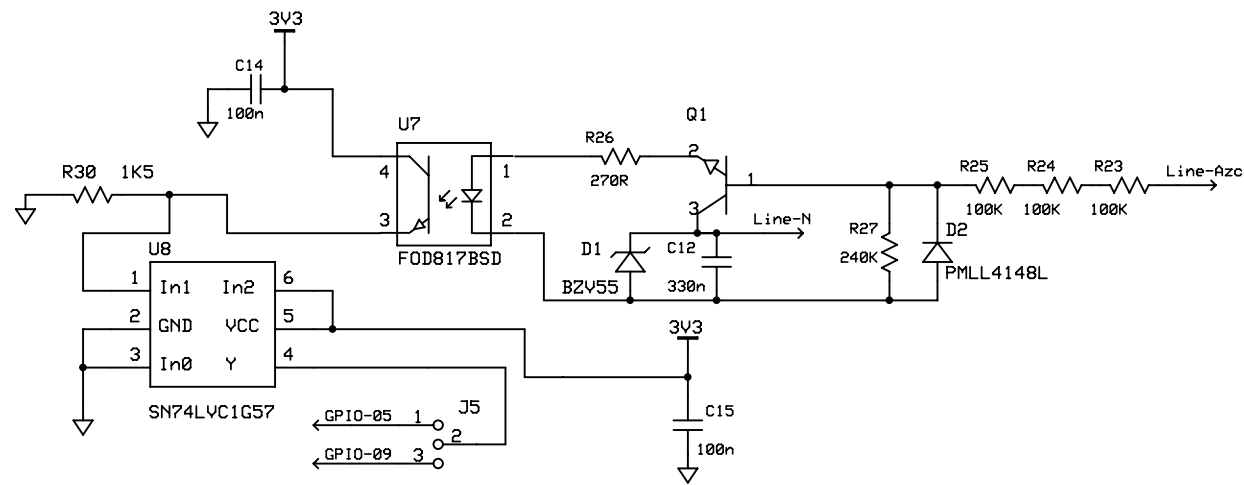 3V3
C14
100n
U7
4
3
1
2
FOD817BSD
R26
270R
Q1
2
1
3
R25
100K
R24
100K
R23
100K
Line-Azc
Line-N
R27
240K
D2
PMLL4148L
D1
BZV55
C12
330n
R30 1K5
U8
1 In1 In2 6
2 GND VCC 5
3 In0 Y 4
SN74LVC1G57
3V3
C15
100n
J5
GPIO-05 1
2
GPIO-09 3